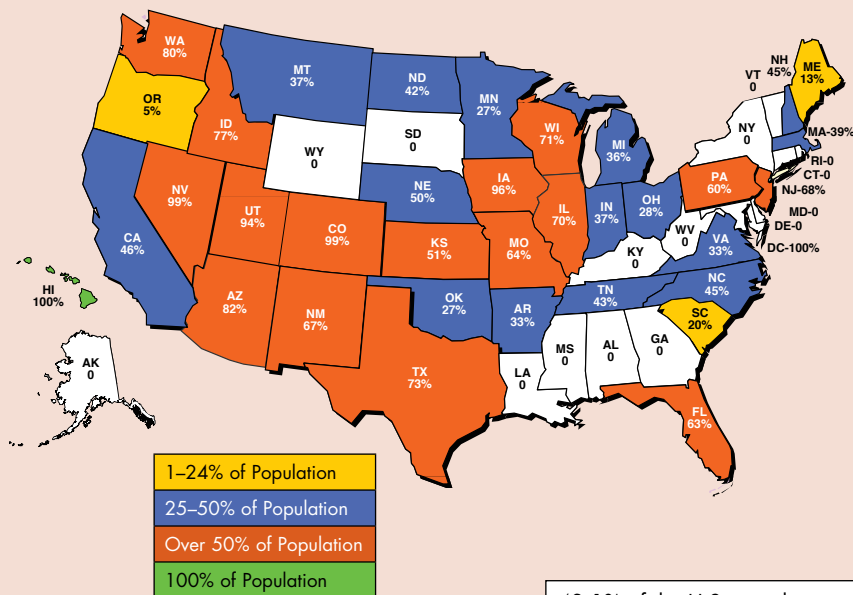 WA
80%
OR
5%
ID
77%
MT
37%
WY
0
ND
42%
SD
0
NE
50%
MN
27%
WI
71%
MI
36%
IA
96%
IL
70%
IN
37%
OH
28%
NV
99%
UT
94%
CO
99%
CA
46%
KS
51%
MO
64%
KY
0
WV
0
VA
33%
AZ
82%
NM
67%
OK
27%
AR
33%
TN
43%
NC
45%
SC
20%
TX
73%
LA
0
MS
0
AL
0
GA
0
FL
63%
PA
60%
NY
0
VT
0
NH
45%
ME
13%
MA-39%
RI-0
CT-0
NJ-68%
MD-0
DE-0
DC-100%
HI
100%
AK
0
1–24% of Population
25–50% of Population
Over 50% of Population
100% of Population